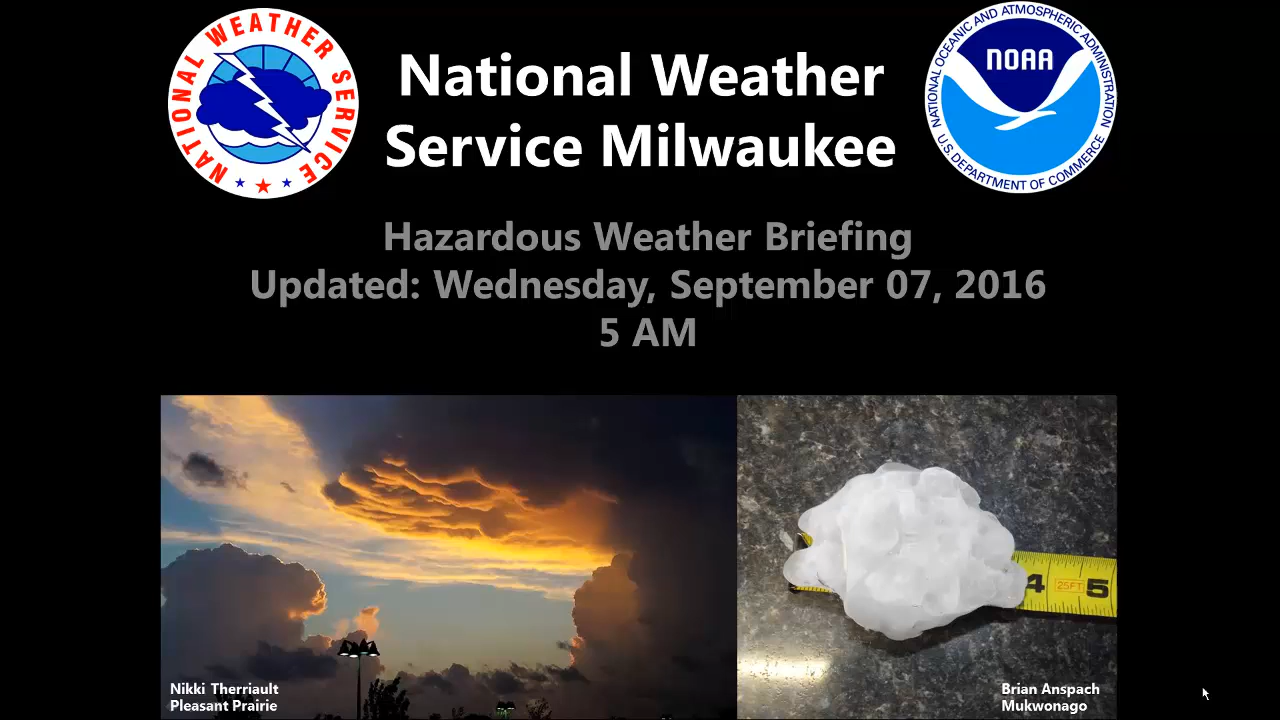 NATIONAL WEATHER SERVICE
National Weather
Service Milwaukee
NATIONAL OCEANIC AND ATMOSPHERIC ADMINISTRATION
NOAA
U.S. DEPARTMENT OF COMMERCE
Hazardous Weather Briefing
Updated: Wednesday, September 07, 2016
5 AM
4 25FT 5
Nikki Therriault
Pleasant Prairie
Brian Anspach
Mukwonago